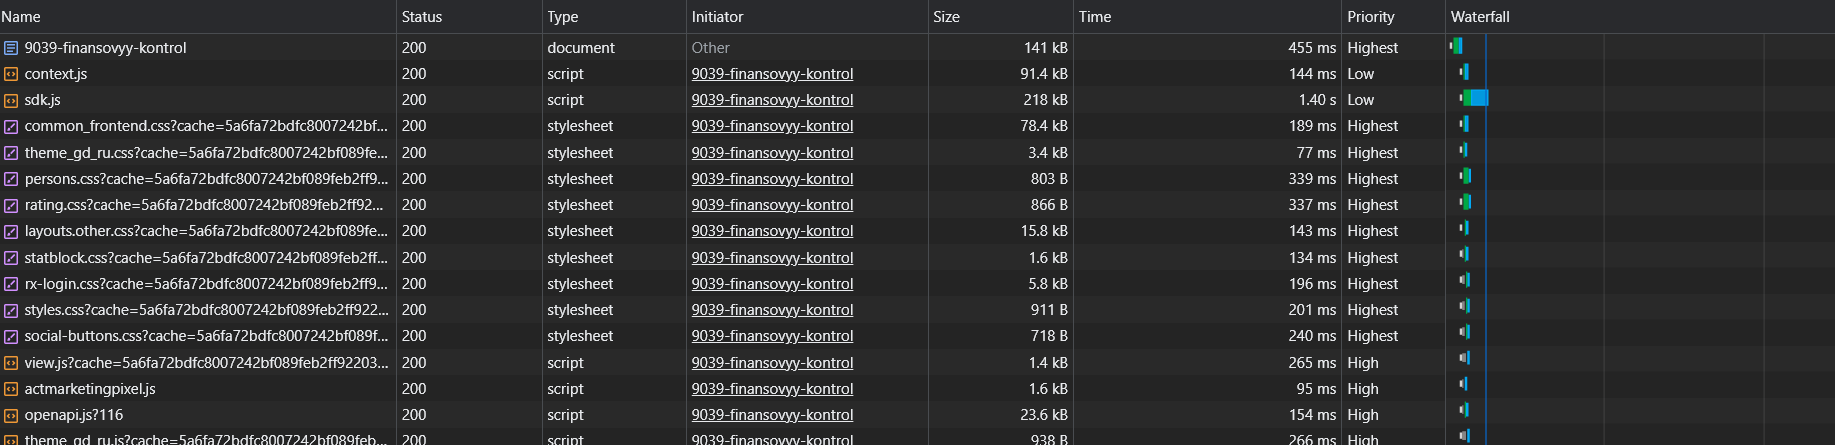 Name Status Type Initiator Size Time Priority Waterfall
9039-finansovyy-kontrol 200 document Other 141 kB 455 ms Highest
context.js 200 script 9039-finansovyy-kontrol 91.4 kB 144 ms Low
sdk.js 200 script 9039-finansovyy-kontrol 218 kB 1.40 s Low
common_frontend.css?cache=5a6fa72bdfc8007242bf... 200 stylesheet 9039-finansovyy-kontrol 78.4 kB 189 ms Highest
theme_gd_ru.css?cache=5a6fa72bdfc8007242bf089fe... 200 stylesheet 9039-finansovyy-kontrol 3.4 kB 77 ms Highest
persons.css?cache=5a6fa72bdfc8007242bf089feb2ff9... 200 stylesheet 9039-finansovyy-kontrol 803 B 339 ms Highest
rating.css?cache=5a6fa72bdfc8007242bf089feb2ff92... 200 stylesheet 9039-finansovyy-kontrol 866 B 337 ms Highest
layouts.other.css?cache=5a6fa72bdfc8007242bf089f... 200 stylesheet 9039-finansovyy-kontrol 15.8 kB 143 ms Highest
statblock.css?cache=5a6fa72bdfc8007242bf089feb2ff... 200 stylesheet 9039-finansovyy-kontrol 1.6 kB 134 ms Highest
rx-login.css?cache=5a6fa72bdfc8007242bf089feb2ff9... 200 stylesheet 9039-finansovyy-kontrol 5.8 kB 196 ms Highest
styles.css?cache=5a6fa72bdfc8007242bf089feb2ff922... 200 stylesheet 9039-finansovyy-kontrol 911 B 201 ms Highest
social-buttons.css?cache=5a6fa72bdfc8007242bf089f... 200 stylesheet 9039-finansovyy-kontrol 718 B 240 ms Highest
view.js?cache=5a6fa72bdfc8007242bf089feb2ff92203... 200 script 9039-finansovyy-kontrol 1.4 kB 265 ms High
actmarketingpixel.js 200 script 9039-finansovyy-kontrol 1.6 kB 95 ms High
openapi.js?116 200 script 9039-finansovyy-kontrol 23.6 kB 154 ms High
theme_gd_ru.js?cache=5a6fa72bdfc8007242bf089feb... 200 script 9039-finansovyy-kontrol 938 B 266 ms High